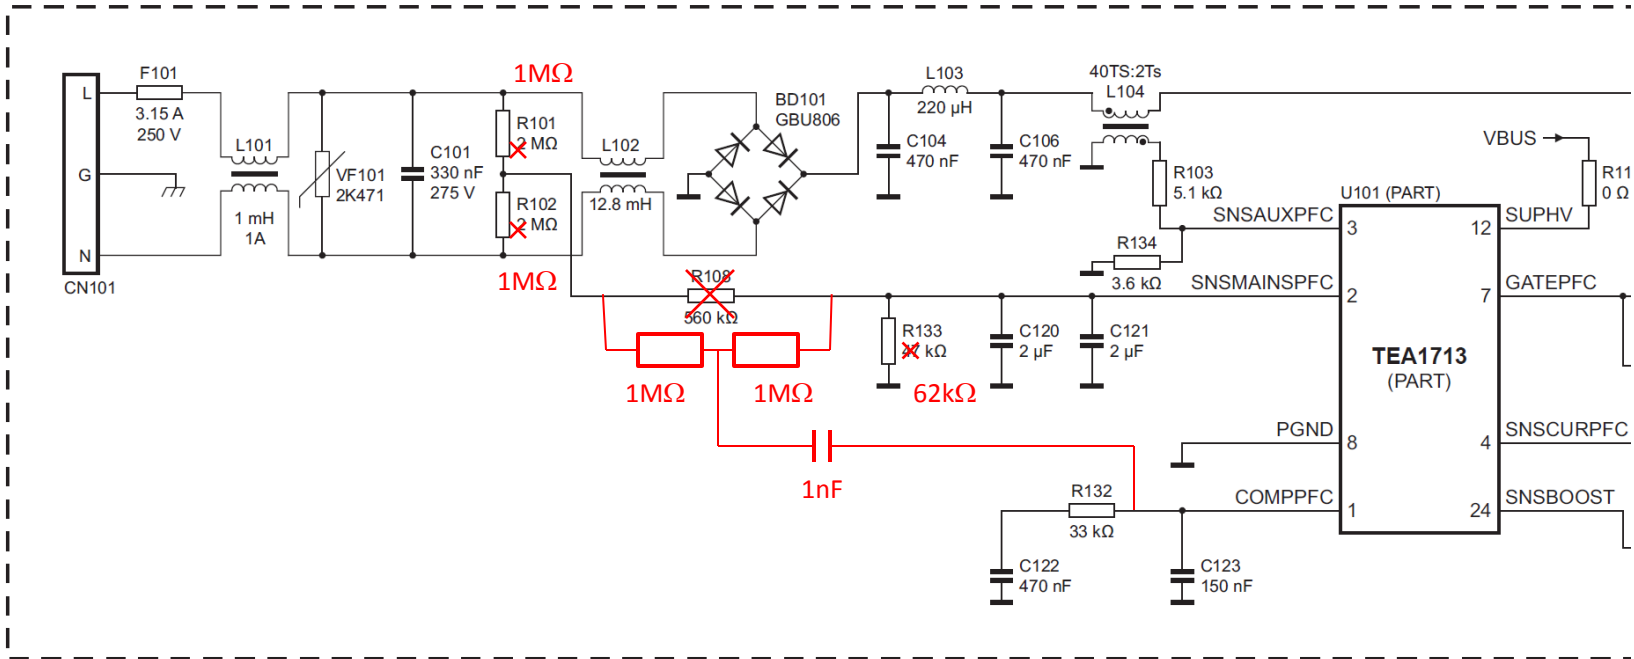 F101
3.15 A
250 V
L
G
N
CN101
L101
1 mH
1A
VF101
2K471
C101
330 nF
275 V
1MΩ
R101
2 MΩ
R102
2 MΩ
1MΩ
L102
12.8 mH
BD101
GBU806
L103
220 μH
C104
470 nF
C106
470 nF
40TS:2Ts
L104
R103
5.1 kΩ
VBUS
R11
0 Ω
U101 (PART)
SNSAUXPFC
3
12
SUPHV
R134
3.6 kΩ
R108
560 kΩ
SNSMAINSPFC
2
7
GATEPFC
1MΩ
1MΩ
R133
47 kΩ
62kΩ
C120
2 μF
C121
2 μF
TEA1713
(PART)
PGND
8
4
SNSCURPFC
1nF
R132
33 kΩ
COMPPFC
1
24
SNSBOOST
C122
470 nF
C123
150 nF